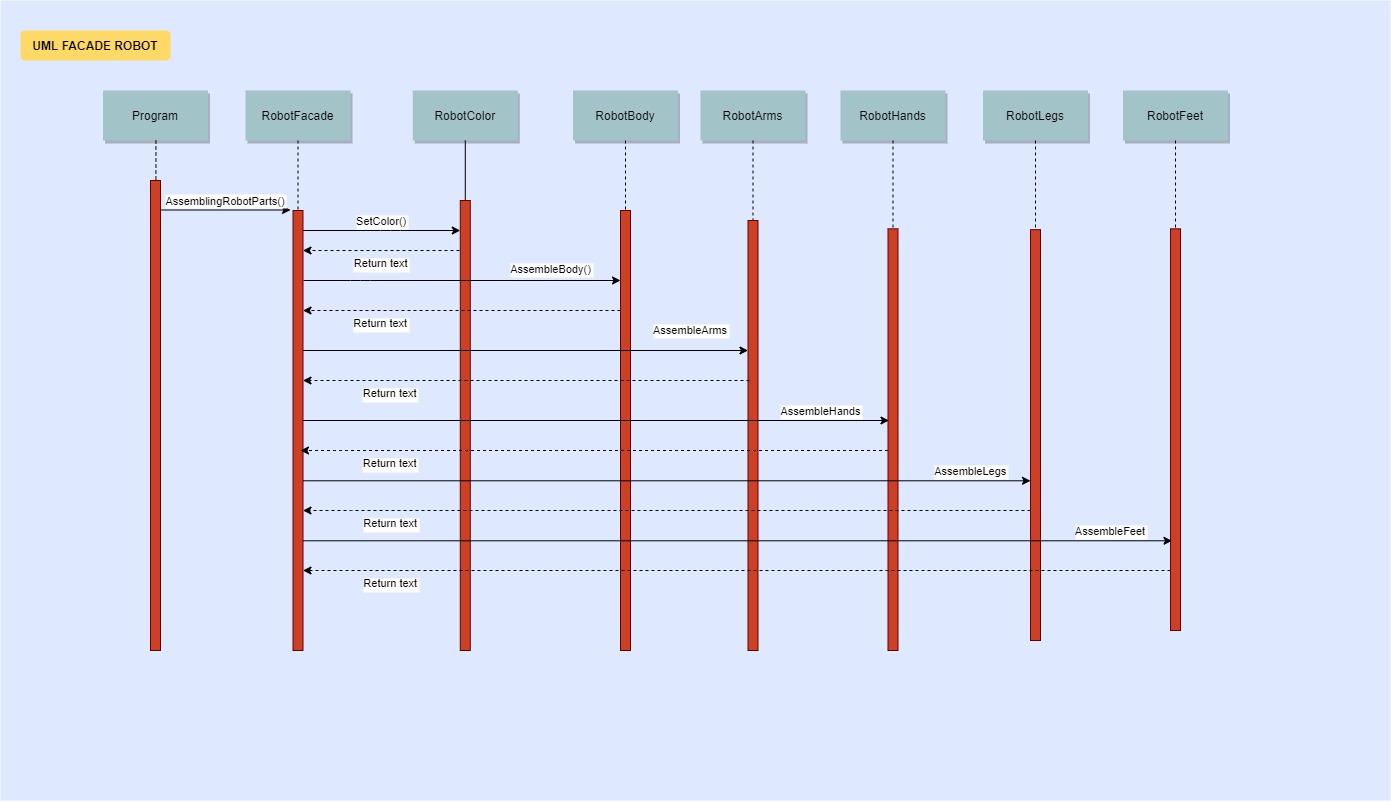 UML FACADE ROBOT
Program
RobotFacade
RobotColor
RobotBody
RobotArms
RobotHands
RobotLegs
RobotFeet
AssemblingRobotParts()
SetColor()
Return text
AssembleBody()
Return text
AssembleArms
Return text
AssembleHands
Return text
AssembleLegs
Return text
AssembleFeet
Return text